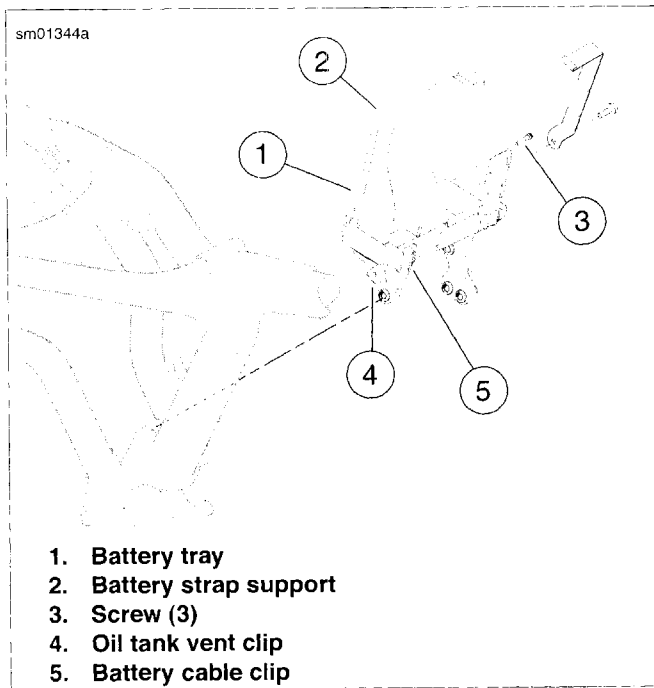 sm01344a
2
1
3
4
5
1. Battery tray
2. Battery strap support
3. Screw (3)
4. Oil tank vent clip
5. Battery cable clip